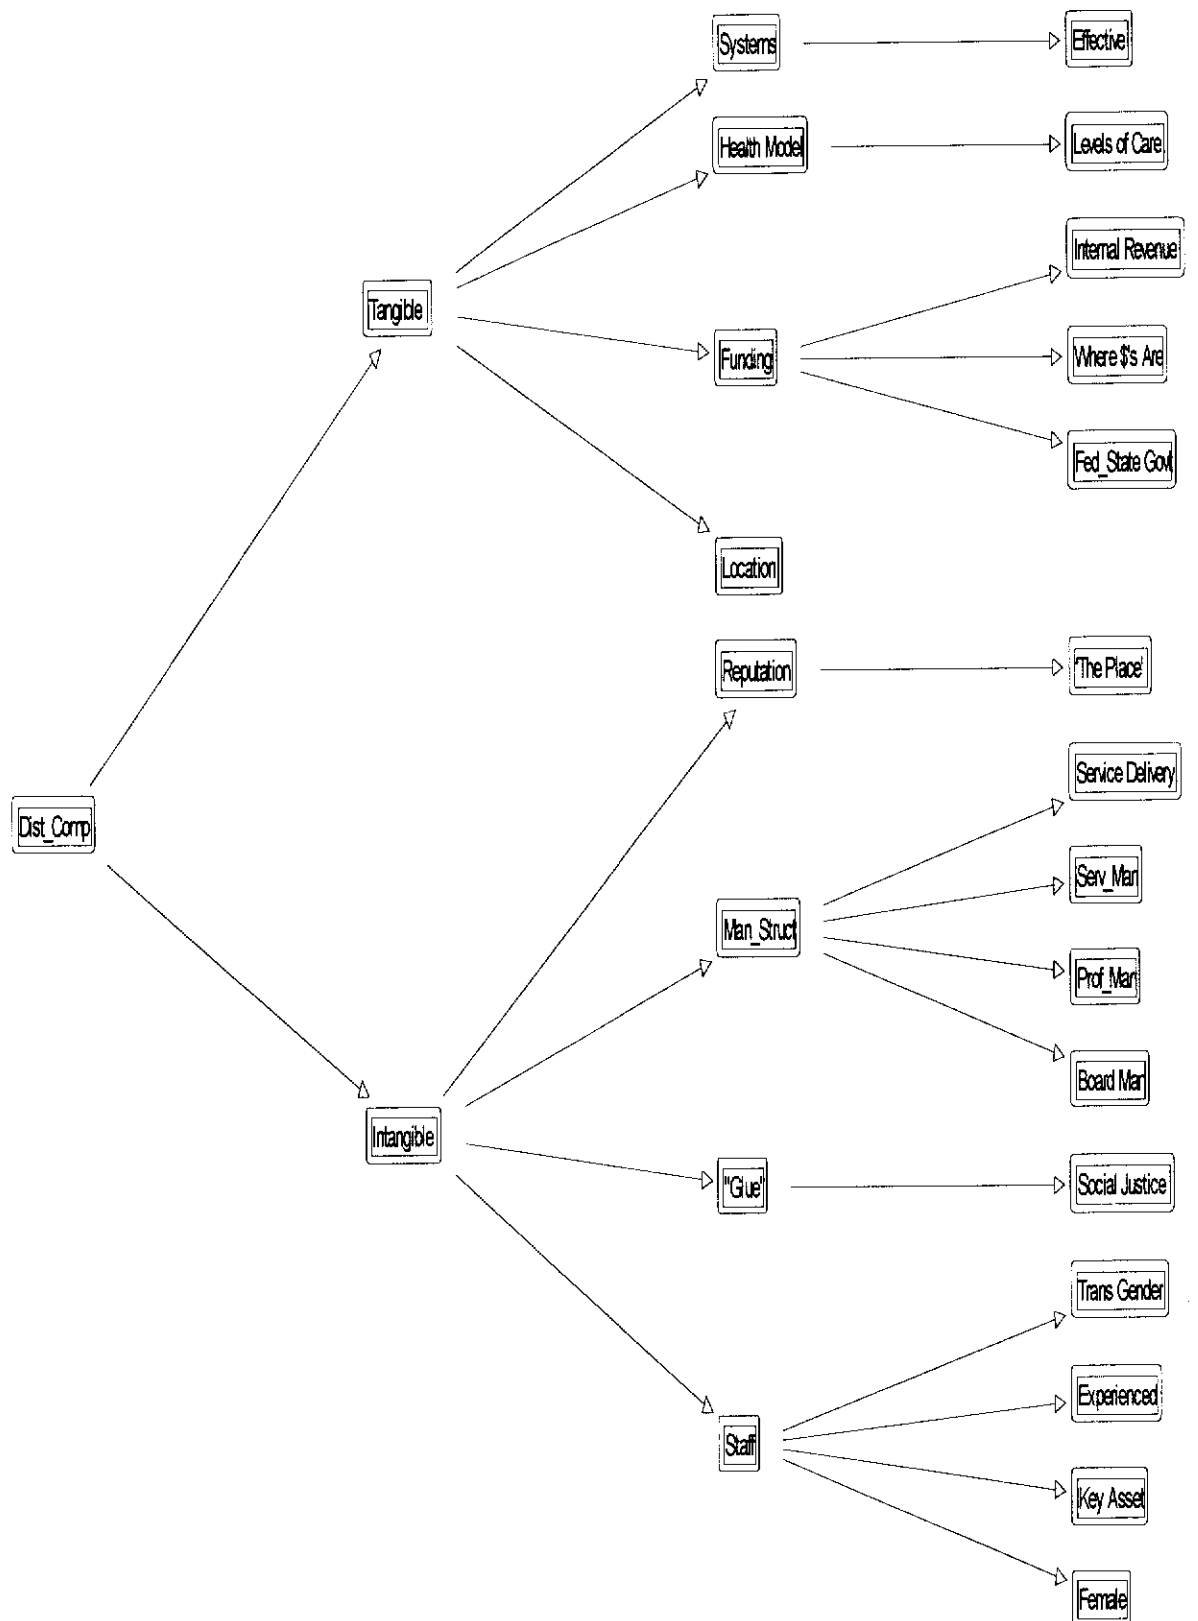 Systems
Effective
Health Model
Levels of Care
Internal Revenue
Tangible
Funding
Where $'s Are
Fed_State Govt
Location
Reputation
'The Place'
Service Delivery
Dist_Comp
Serv_Man
Man_Struct
Prof_Man
Board Man
Intangible
"Glue"
Social Justice
Trans Gender
Experienced
Staff
Key Asset
Female